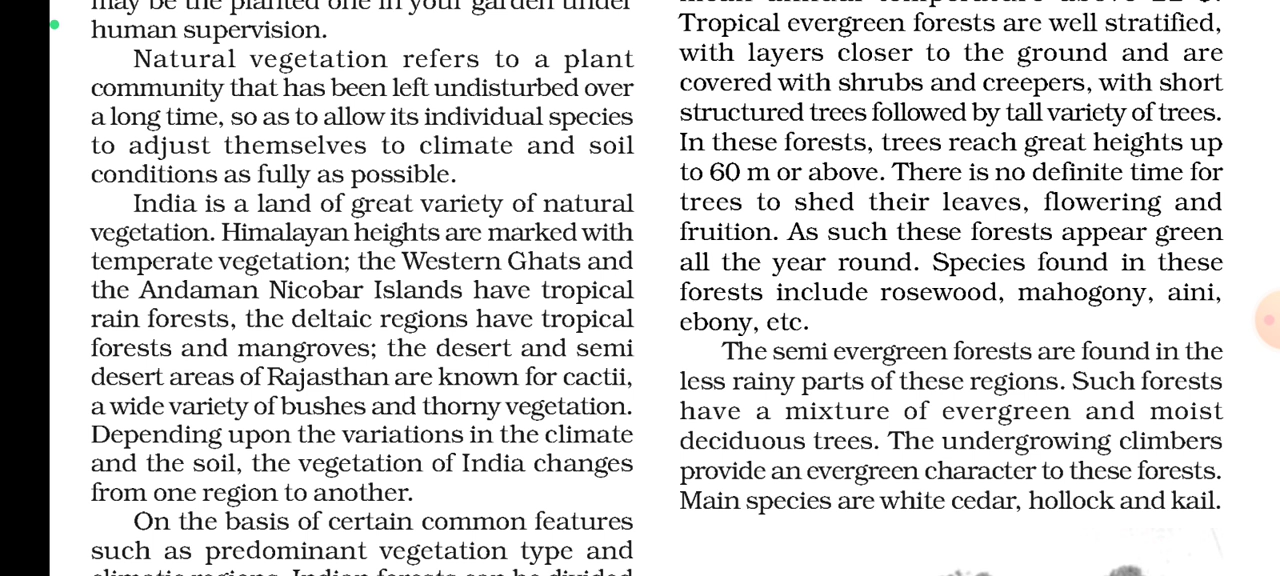 human supervision.
Natural vegetation refers to a plant
community that has been left undisturbed over
a long time, so as to allow its individual species
to adjust themselves to climate and soil
conditions as fully as possible.
India is a land of great variety of natural
vegetation. Himalayan heights are marked with
temperate vegetation; the Western Ghats and
the Andaman Nicobar Islands have tropical
rain forests, the deltaic regions have tropical
forests and mangroves; the desert and semi
desert areas of Rajasthan are known for cactii,
a wide variety of bushes and thorny vegetation.
Depending upon the variations in the climate
and the soil, the vegetation of India changes
from one region to another.
On the basis of certain common features
such as predominant vegetation type and
Tropical evergreen forests are well stratified,
with layers closer to the ground and are
covered with shrubs and creepers, with short
structured trees followed by tall variety of trees.
In these forests, trees reach great heights up
to 60 m or above. There is no definite time for
trees to shed their leaves, flowering and
fruition. As such these forests appear green
all the year round. Species found in these
forests include rosewood, mahogony, aini,
ebony, etc.
The semi evergreen forests are found in the
less rainy parts of these regions. Such forests
have a mixture of evergreen and moist
deciduous trees. The undergrowing climbers
provide an evergreen character to these forests.
Main species are white cedar, hollock and kail.